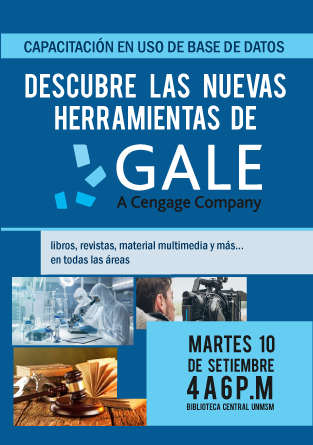 CAPACITACIÓN EN USO DE BASE DE DATOS
DESCUBRE LAS NUEVAS
HERRAMIENTAS DE
GALE
A Cengage Company
libros, revistas, material multimedia y más...
en todas las áreas
MARTES 10
DE SETIEMBRE
4 A 6 P.M
BIBLIOTECA CENTRAL UNMSM